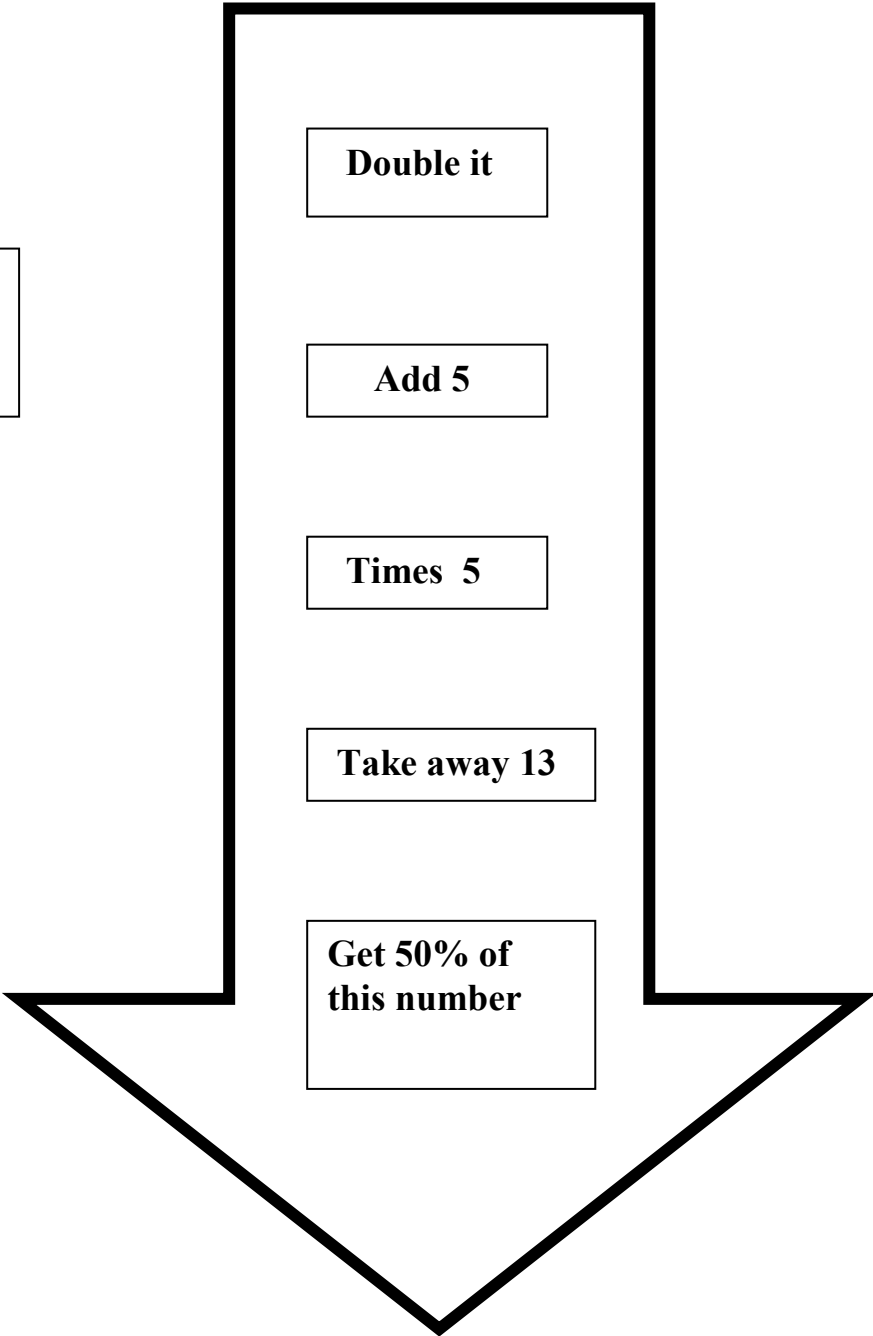 Double it
Add 5
Times 5
Take away 13
Get 50% of
this number